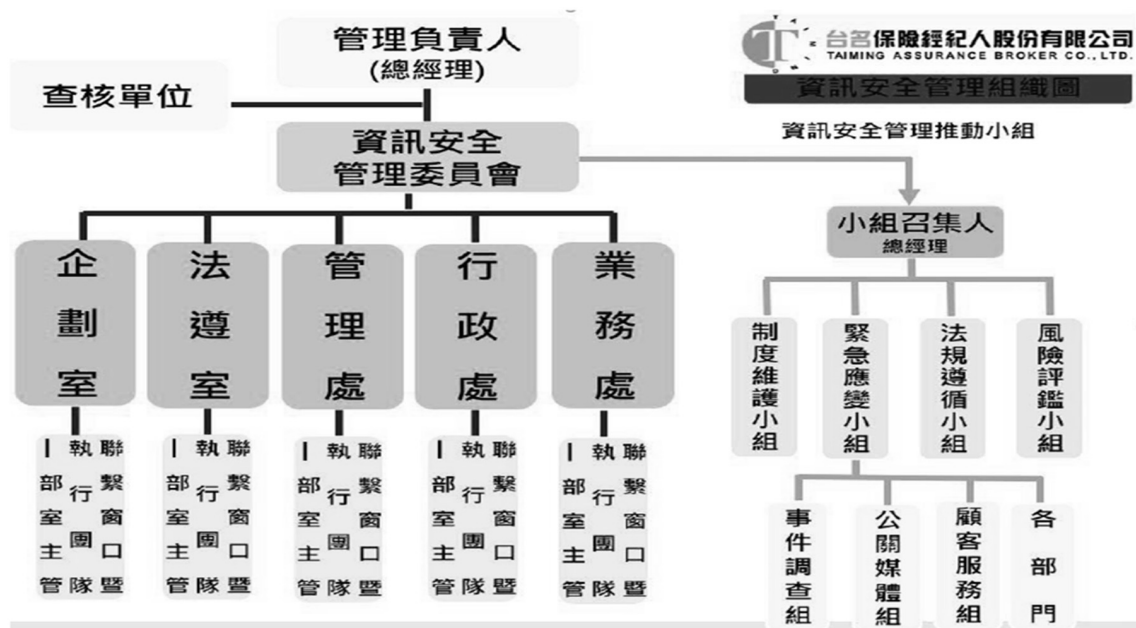 管理負責人
(總經理)
查核單位
資訊安全
管理委員會
台名保險經紀人股份有限公司
TAIMING ASSURANCE BROKER CO., LTD.
資訊安全管理組織圖
資訊安全管理推動小組
小組召集人
總經理
企劃室
法遵室
管理處
行政處
業務處
聯繫窗口暨
執行團隊
|部室主管
聯繫窗口暨
執行團隊
|部室主管
聯繫窗口暨
執行團隊
|部室主管
聯繫窗口暨
執行團隊
|部室主管
聯繫窗口暨
執行團隊
|部室主管
制度維護小組
緊急應變小組
法規遵循小組
風險評鑑小組
事件調查組
公關媒體組
顧客服務組
各部門